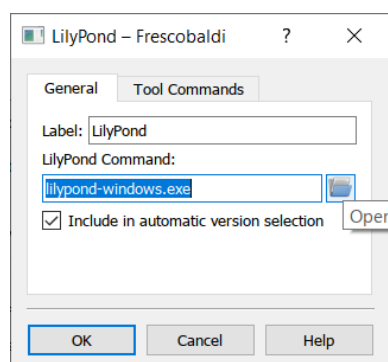 LilyPond – Frescobaldi ? ×
General Tool Commands
Label: LilyPond
LilyPond Command:
lilypond-windows.exe
Include in automatic version selection
Open
OK Cancel Help